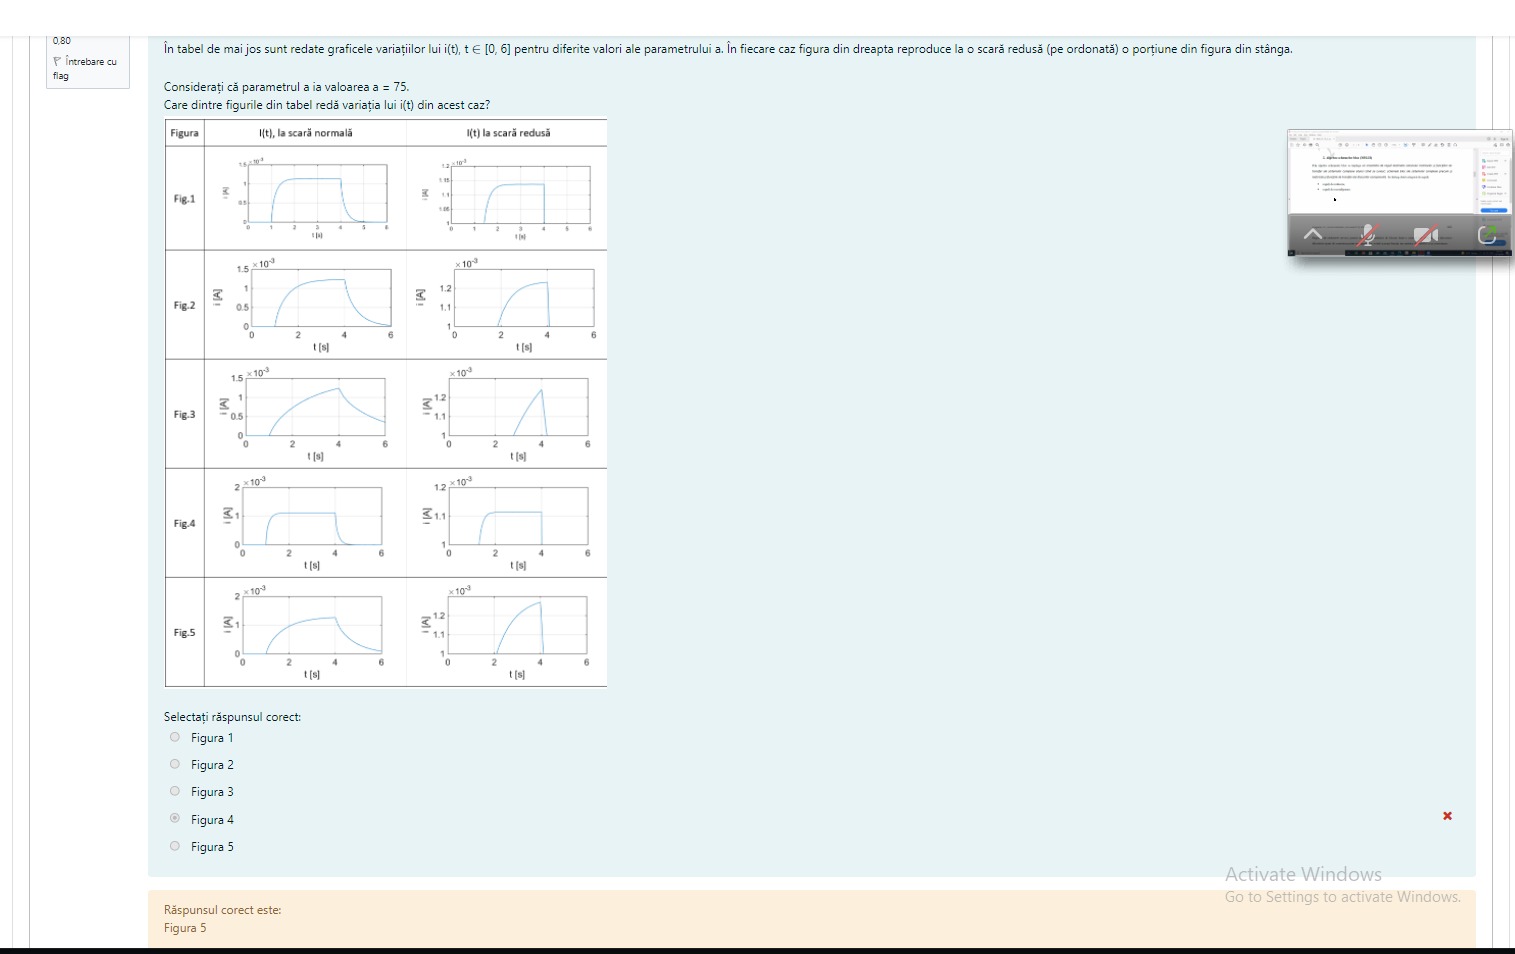 0,80
Întrebare cu
flag
În tabel de mai jos sunt redate graficele variațiilor lui i(t), t ∈ [0, 6] pentru diferite valori ale parametrului a. În fiecare caz figura din dreapta reproduce la o scară redusă (pe ordonată) o porțiune din figura din stânga.
Considerați că parametrul a ia valoarea a = 75.
Care dintre figurile din tabel redă variația lui i(t) din acest caz?
Figura I(t), la scară normală I(t) la scară redusă
Fig.1
1.5 ×10⁻³ 1 0.5 0
i [A]
0 1 2 3 4 5 6
t [s]
1.2 ×10⁻³ 1.15 1.1 1.05 1
i [A]
0 1 2 3 4 5 6
t [s]
Fig.2
1.5 ×10⁻³ 1 0.5 0
i [A]
0 2 4 6
t [s]
×10⁻³ 1.2 1.1 1
i [A]
0 2 4 6
t [s]
Fig.3
1.5 ×10⁻³ 1 0.5 0
i [A]
0 2 4 6
t [s]
×10⁻³ 1.2 1.1 1
i [A]
0 2 4 6
t [s]
Fig.4
2 ×10⁻³ 1 0
i [A]
0 2 4 6
t [s]
1.2 ×10⁻³ 1.1 1
i [A]
0 2 4 6
t [s]
Fig.5
2 ×10⁻³ 1 0
i [A]
0 2 4 6
t [s]
×10⁻³ 1.2 1.1 1
i [A]
0 2 4 6
t [s]
Selectați răspunsul corect:
Figura 1
Figura 2
Figura 3
Figura 4
Figura 5
Activate Windows
Go to Settings to activate Windows.
Răspunsul corect este:
Figura 5